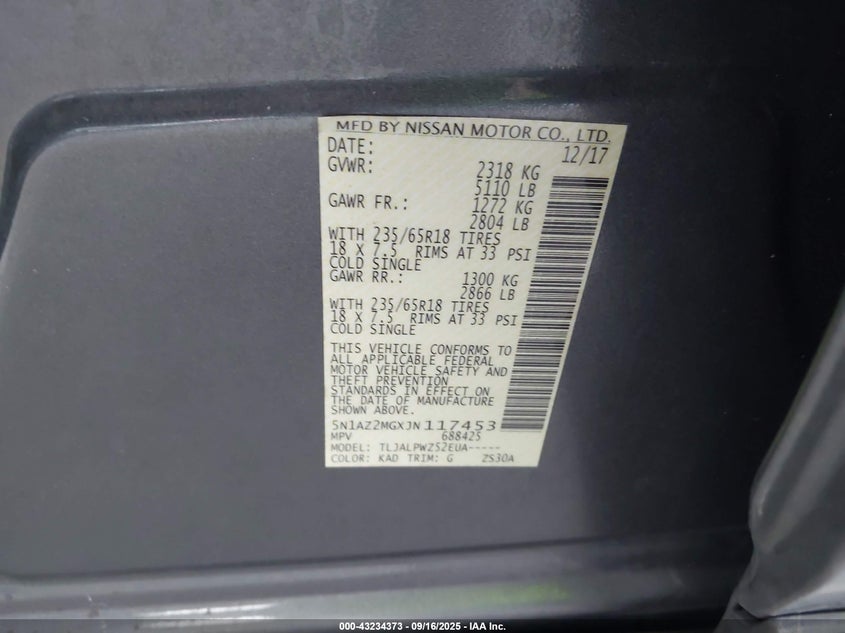 MFD BY NISSAN MOTOR CO., LTD.
DATE: 12/17
GVWR: 2318 KG
5110 LB
GAWR FR.: 1272 KG
2804 LB
WITH 235/65R18 TIRES
18 X 7.5 RIMS AT 33 PSI
COLD SINGLE
GAWR RR.: 1300 KG
2866 LB
WITH 235/65R18 TIRES
18 X 7.5 RIMS AT 33 PSI
COLD SINGLE
THIS VEHICLE CONFORMS TO
ALL APPLICABLE FEDERAL
MOTOR VEHICLE SAFETY AND
THEFT PREVENTION
STANDARDS IN EFFECT ON
THE DATE OF MANUFACTURE
SHOWN ABOVE.
5N1AZ2MGXJN117453
MPV 688425
MODEL: TLJALPWZ52EUA-----
COLOR: KAD TRIM: G ZS30A
000-43234373 - 09/16/2025 - IAA Inc.